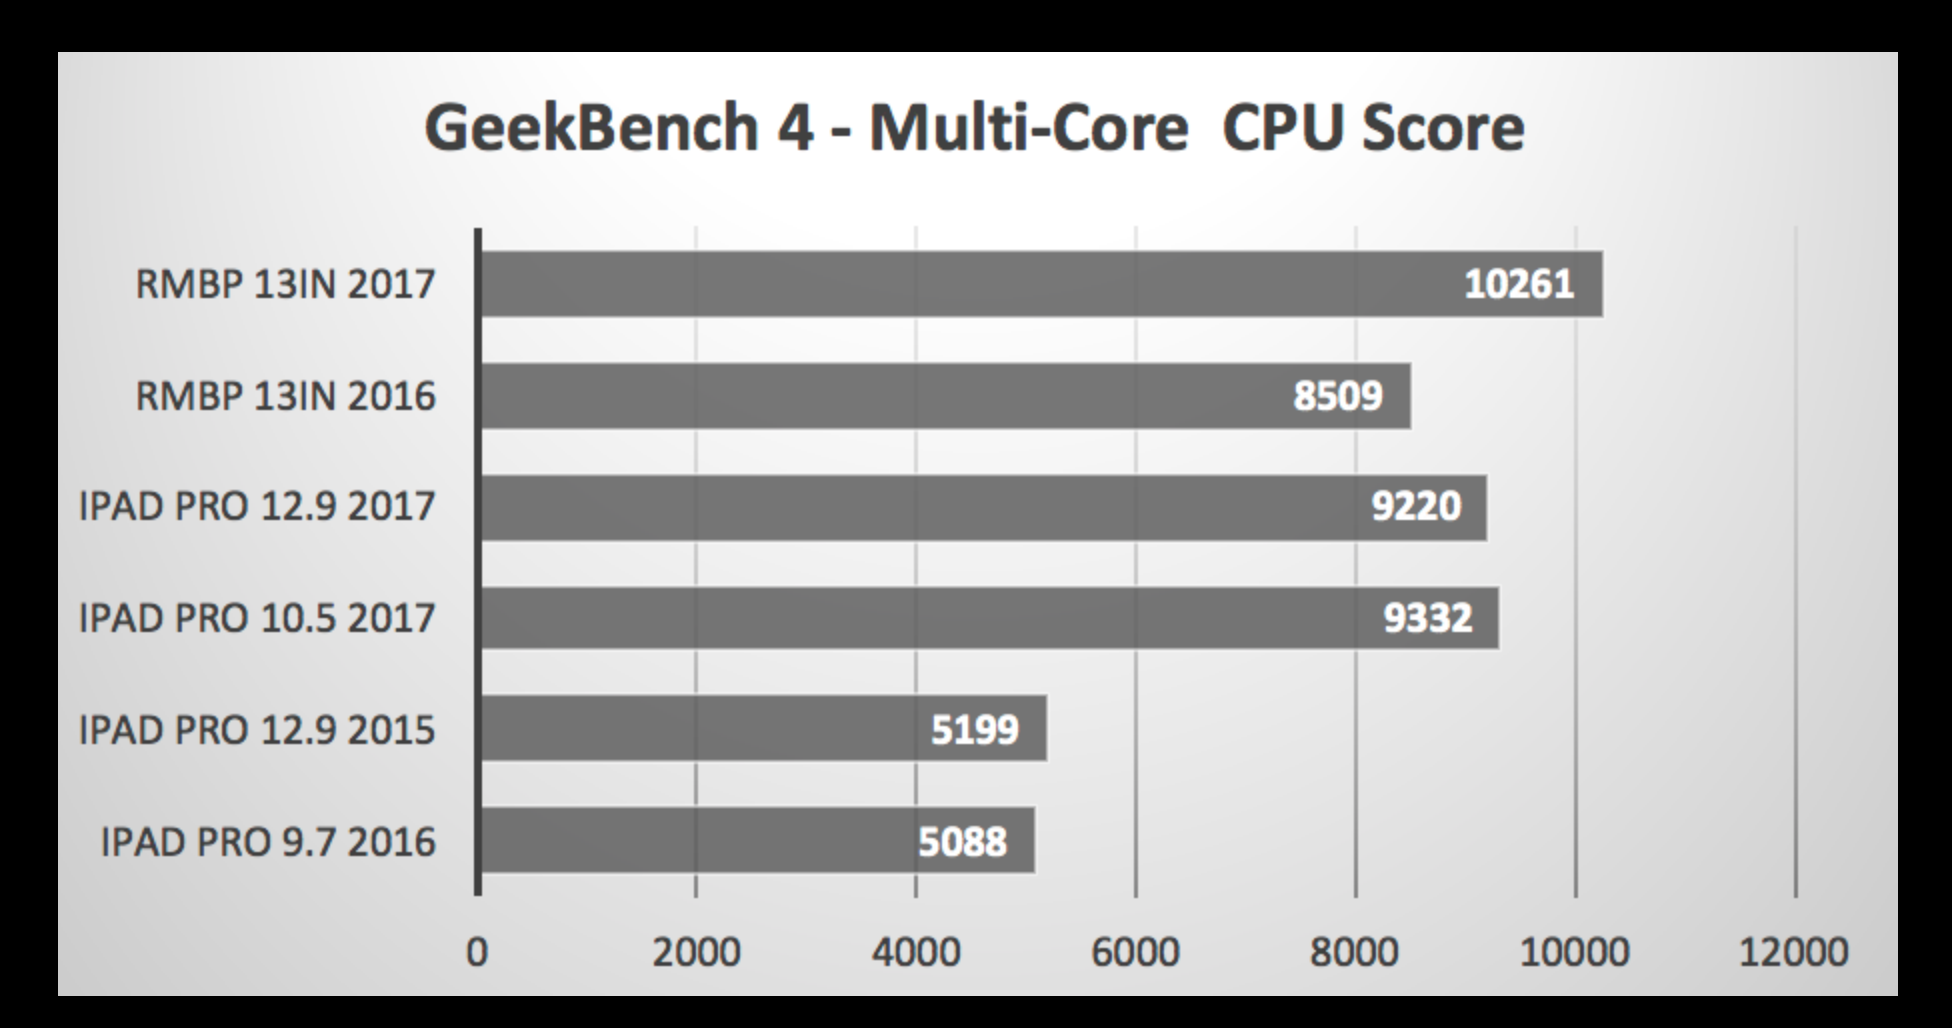 GeekBench 4 - Multi-Core  CPU Score
RMBP 13IN 2017 10261
RMBP 13IN 2016 8509
IPAD PRO 12.9 2017 9220
IPAD PRO 10.5 2017 9332
IPAD PRO 12.9 2015 5199
IPAD PRO 9.7 2016 5088
0 2000 4000 6000 8000 10000 12000